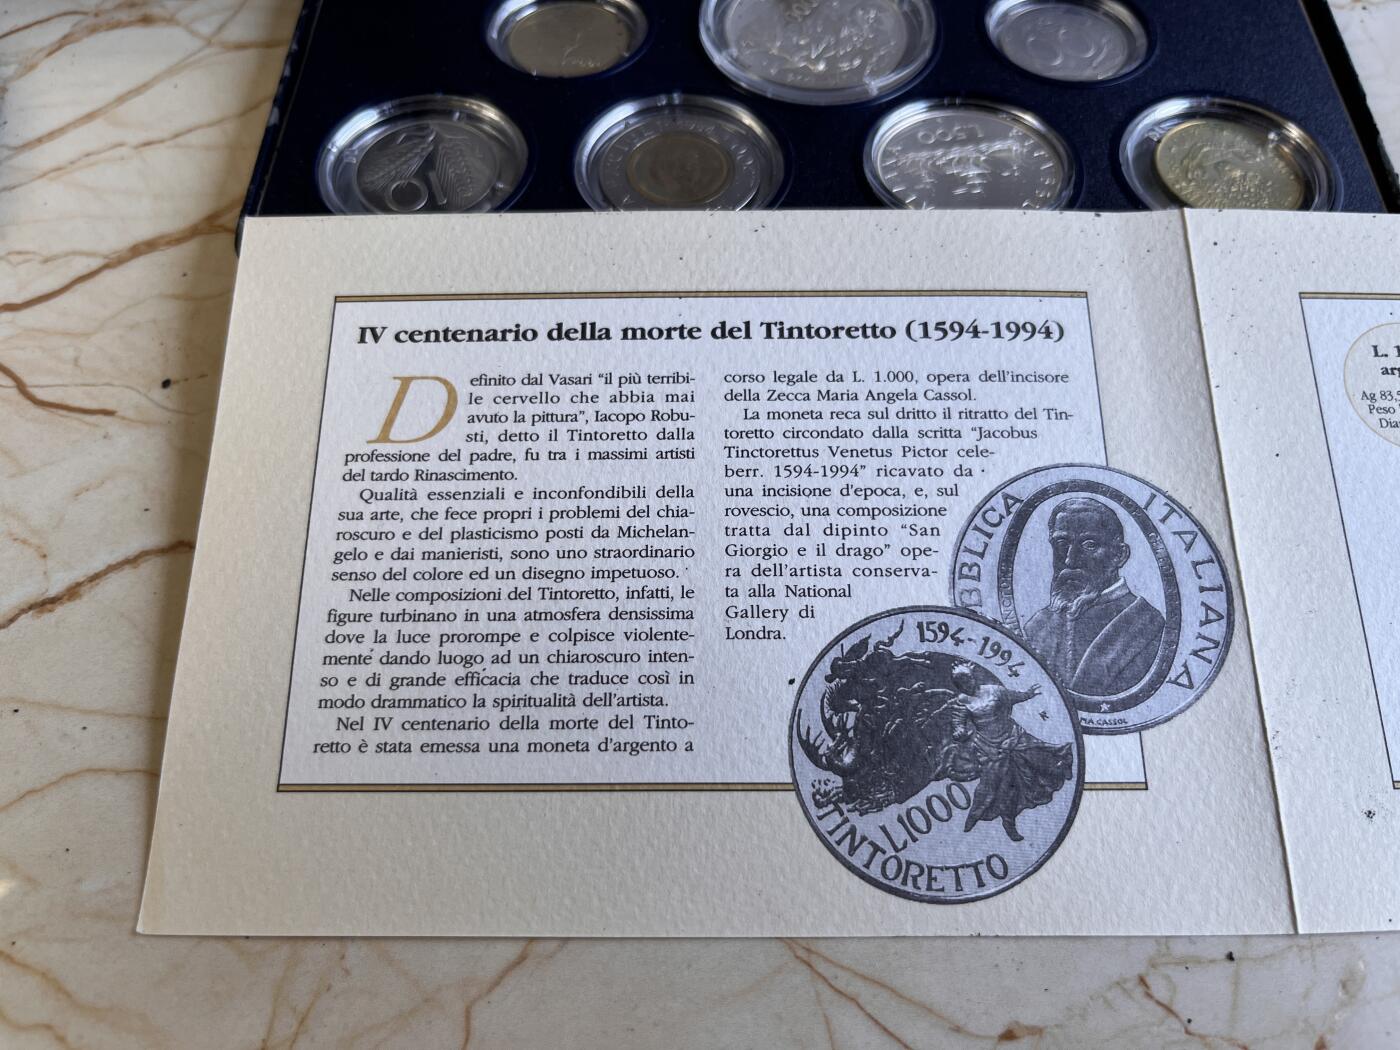 L.500
IV centenario della morte del Tintoretto (1594-1994)
Definito dal Vasari “il più terribi-
le cervello che abbia mai
avuto la pittura”, Iacopo Robu-
sti, detto il Tintoretto dalla
professione del padre, fu tra i massimi artisti
del tardo Rinascimento.
Qualità essenziali e inconfondibili della
sua arte, che fece propri i problemi del chia-
roscuro e del plasticismo posti da Michelan-
gelo e dai manieristi, sono uno straordinario
senso del colore ed un disegno impetuoso.
Nelle composizioni del Tintoretto, infatti, le
figure turbinano in una atmosfera densissima
dove la luce prorompe e colpisce violente-
mente dando luogo ad un chiaroscuro inten-
so e di grande efficacia che traduce così in
modo drammatico la spiritualità dell'artista.
Nel IV centenario della morte del Tinto-
retto è stata emessa una moneta d'argento a
corso legale da L. 1.000, opera dell'incisore
della Zecca Maria Angela Cassol.
La moneta reca sul dritto il ritratto del Tin-
toretto circondato dalla scritta “Jacobus
Tinctorettus Venetus Pictor cele-
berr. 1594-1994” ricavato da
una incisione d'epoca, e, sul
rovescio, una composizione
tratta dal dipinto “San
Giorgio e il drago” ope-
ra dell'artista conserva-
ta alla National
Gallery di
Londra.
BBLICA ITALIANA
M.A.CASSOL
1594-1994
L.1000
TINTORETTO
L. 1
arg
Ag 83,5
Peso
Dia